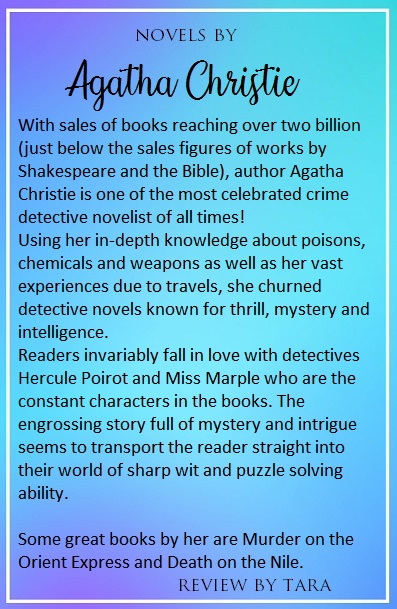 NOVELS BY
Agatha Christie
With sales of books reaching over two billion
(just below the sales figures of works by
Shakespeare and the Bible), author Agatha
Christie is one of the most celebrated crime
detective novelist of all times!
Using her in-depth knowledge about poisons,
chemicals and weapons as well as her vast
experiences due to travels, she churned
detective novels known for thrill, mystery and
intelligence.
Readers invariably fall in love with detectives
Hercule Poirot and Miss Marple who are the
constant characters in the books. The
engrossing story full of mystery and intrigue
seems to transport the reader straight into
their world of sharp wit and puzzle solving
ability.
Some great books by her are Murder on the
Orient Express and Death on the Nile.
REVIEW BY TARA